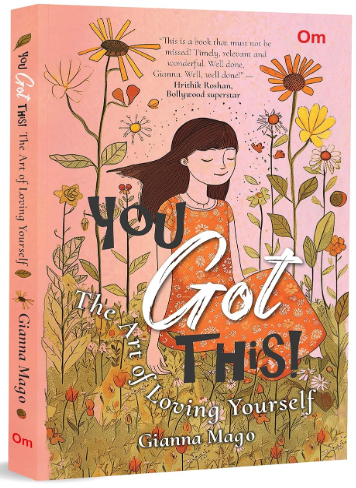 "This is a book that must not be
missed! Timely, relevant and
wonderful. Well done,
Gianna. Well, well done!" —
Hrithik Roshan,
Bollywood superstar
Om
YOU
Got
THIS!
The Art of Loving Yourself
Gianna Mago
YOU Got THIS! The Art of Loving Yourself
Gianna Mago
Om